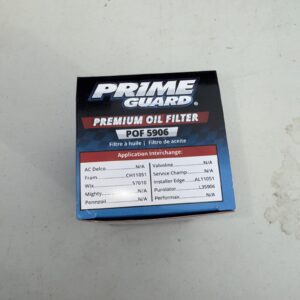 PRIME
GUARD®
PREMIUM OIL FILTER
POF 5906
Filtre à huile | Filtro de aceite
Application Interchange:
AC Delco...N/A
Fram...CH11051
Wix...57010
Mighty...N/A
Pennzoil...N/A
Valvoline...N/A
Service Champ...N/A
Installer Edge...AL11051
Purolator...L35906
Performax...N/A